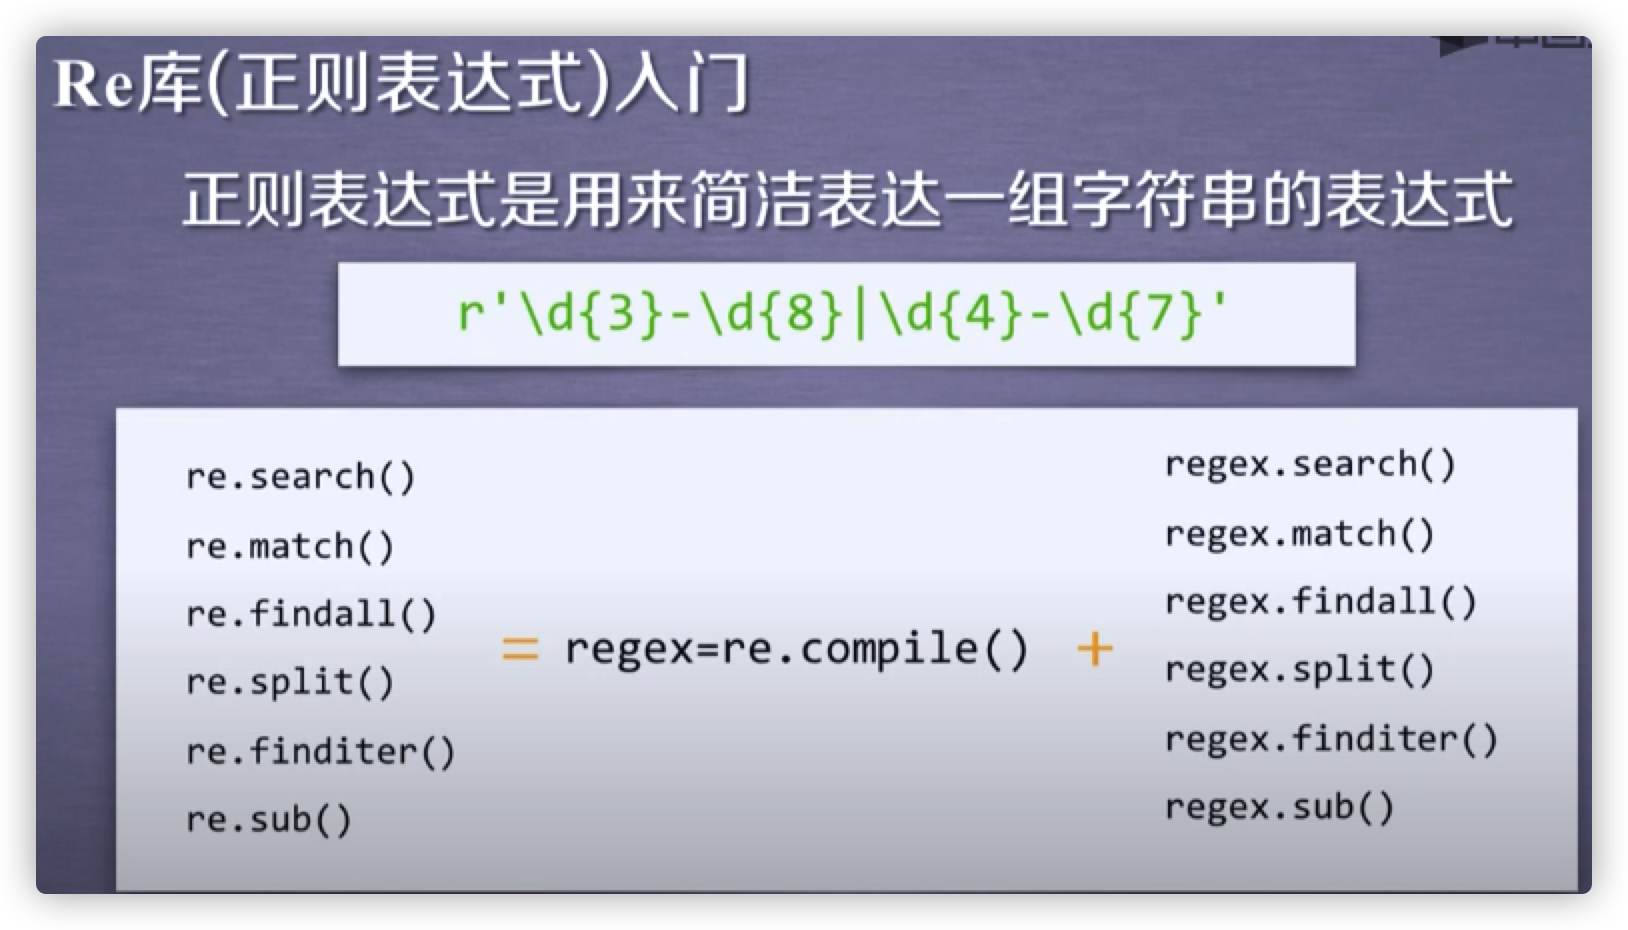 Re库(正则表达式)入门
正则表达式是用来简洁表达一组字符串的表达式
r'\d{3}-\d{8}|\d{4}-\d{7}'
re.search()
re.match()
re.findall()
re.split()
re.finditer()
re.sub()
= regex=re.compile() +
regex.search()
regex.match()
regex.findall()
regex.split()
regex.finditer()
regex.sub()